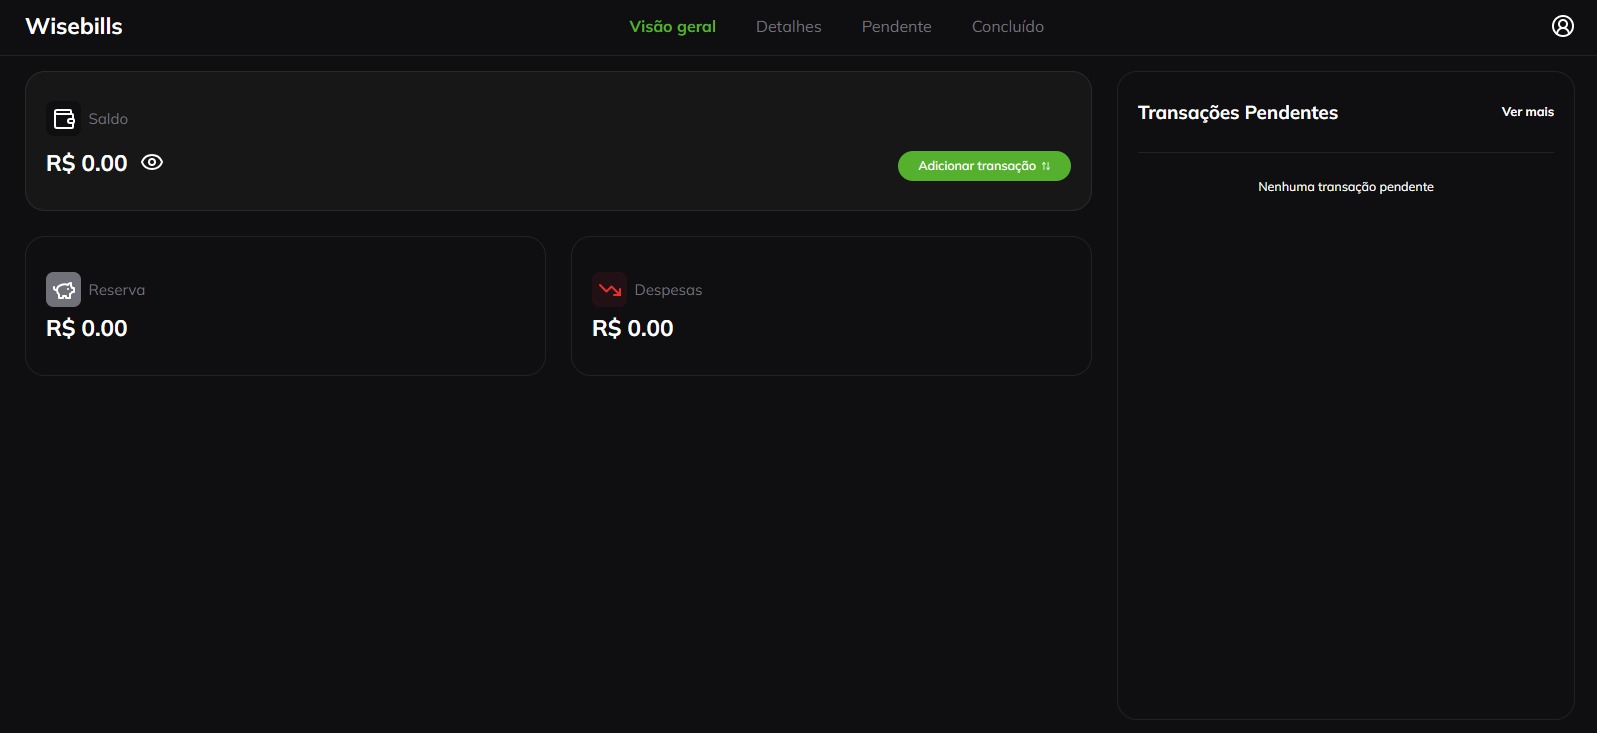 Wisebills
Visão geral
Detalhes
Pendente
Concluído
Saldo
R$ 0.00
Adicionar transação
Reserva
R$ 0.00
Despesas
R$ 0.00
Transações Pendentes
Ver mais
Nenhuma transação pendente